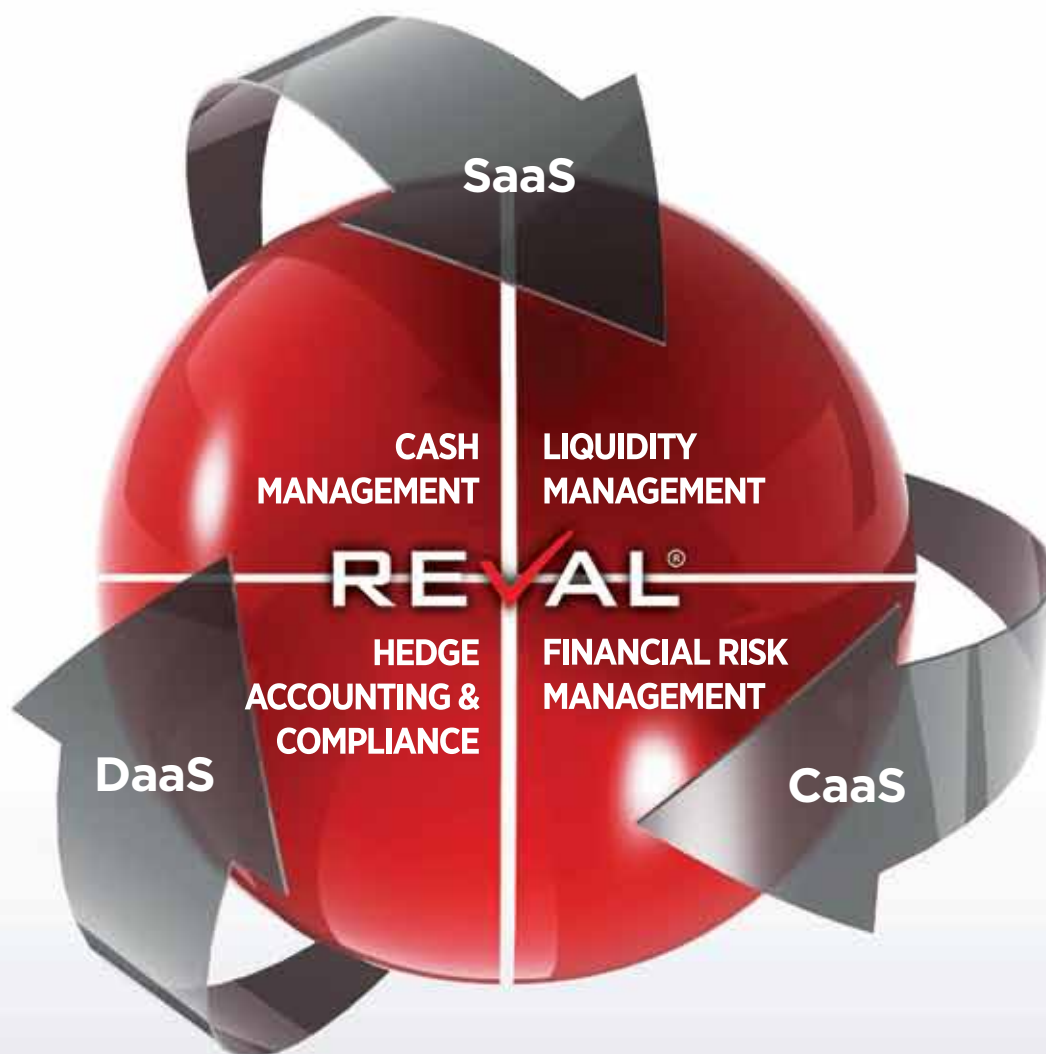 SaaS
CASH
MANAGEMENT
LIQUIDITY
MANAGEMENT
REVAL®
HEDGE
ACCOUNTING &
COMPLIANCE
FINANCIAL RISK
MANAGEMENT
DaaS
CaaS